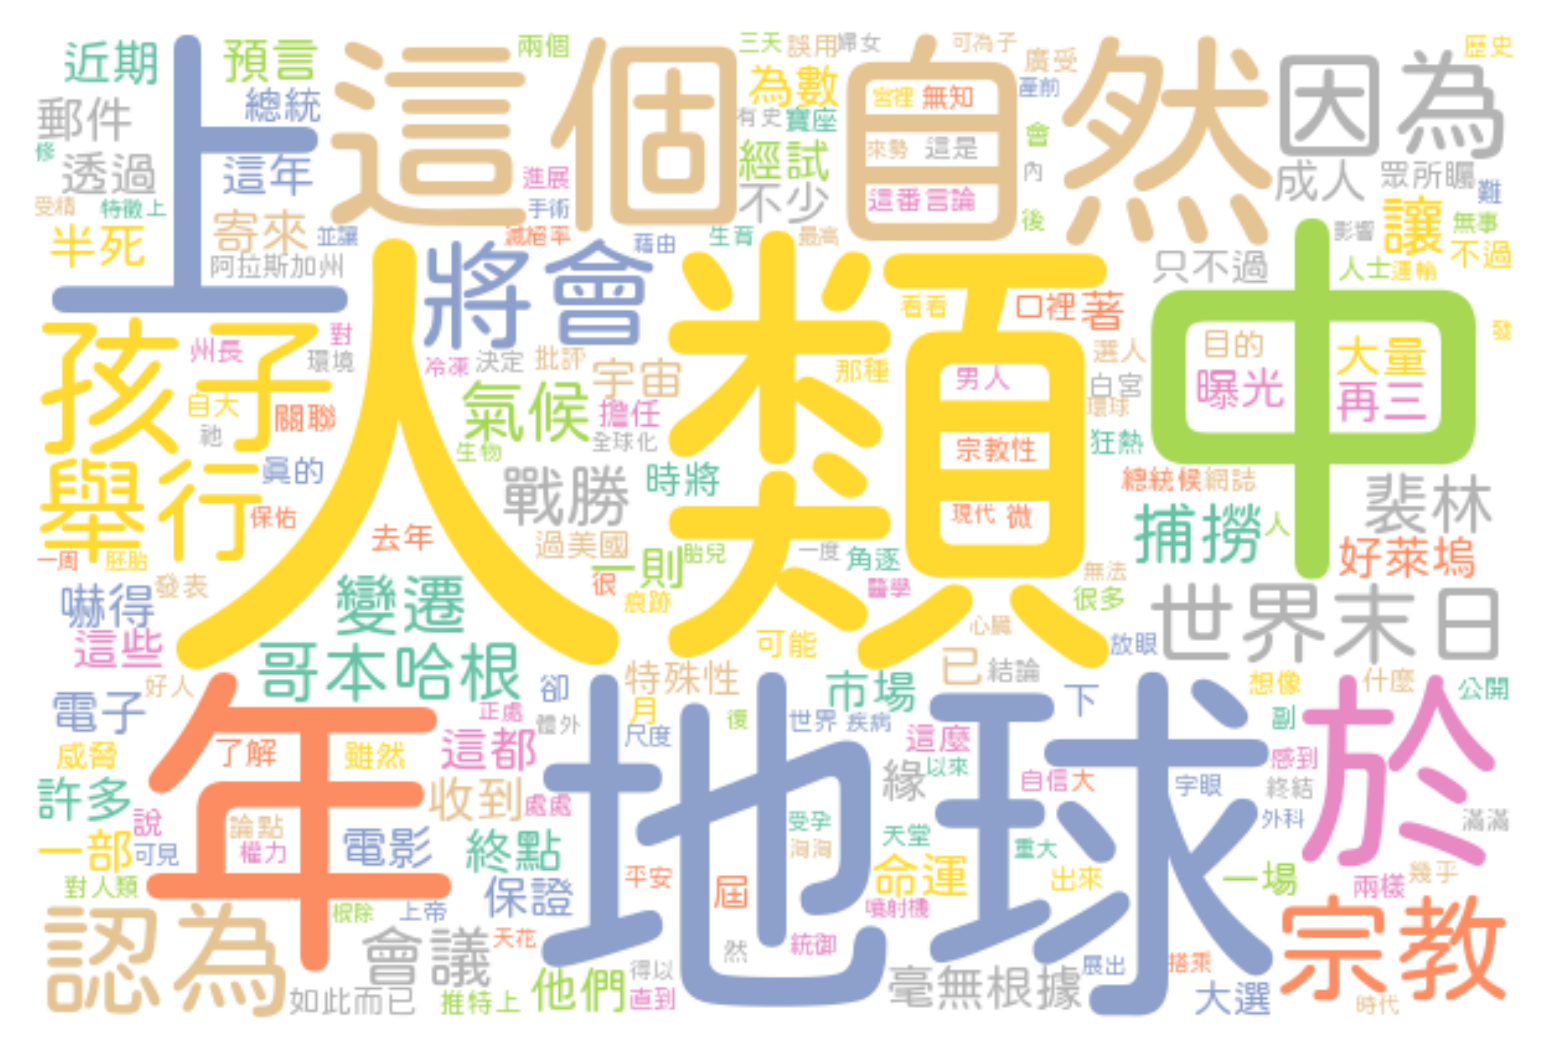 近期
預言
郵件
總統
修
透過
這年
受精
特徵上
半死
寄來
並讓
阿拉斯加州
上
這個
兩個
進展
手術
滅絕率
三天
誤用
婦女
為數
有史
寶座
經試
不少
藉由
生育
最高
自然
宮裡
無知
來勢
這是
這番言論
可為子
廣受
產前
會
內
後
因為
歷史
成人
眾所矚
難
讓
無事
不過
影響
只不過
人士
運輸
將會
人類
看看
口裡
著
選人
白宮
環球
狂熱
中
目的
曝光
大量
再三
發
孩子
州長
對
環境
自大
關聯
祂
冷凍
決定
批評
宇宙
氣候
擔任
全球化
生物
那種
男人
宗教性
現代
微
舉行
真的
保佑
一周
胚胎
去年
戰勝
時將
過美國
一則
胎兒
一度
角逐
醫學
很
痕跡
總統候
網誌
捕撈
人
裴林
好萊塢
無法
很多
嚇得
發表
變遷
這些
哥本哈根
可能
心臟
放眼
世界末日
已
結論
特殊性
市場
電子
好人
正處
卻
體外
月
尺度
復
世界
疾病
這麼
下
想像
什麼
公開
副
年
威脅
了解
雖然
這都
地球
緣
以來
自信
大
字眼
感到
終結
外科
於
滿滿
許多
說
收到
處處
論點
權力
一部
可見
電影
終點
受孕
洶洶
天堂
重大
對人類
根除
上帝
保證
平安
屆
命運
噴射機
出來
一場
兩樣
幾乎
認為
會議
天花
然
統御
毫無根據
展出
搭乘
宗教
如此而已
推特上
他們
得以
直到
大選
時代